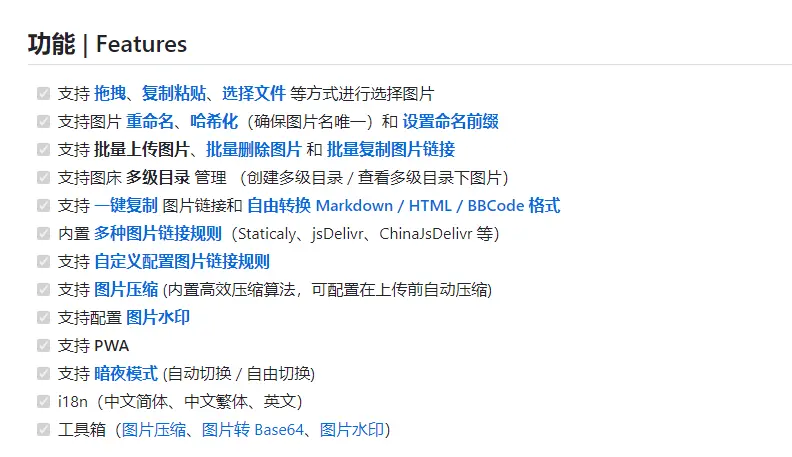 功能 | Features
支持 拖拽、复制粘贴、选择文件 等方式进行选择图片
支持图片 重命名、哈希化（确保图片名唯一）和 设置命名前缀
支持 批量上传图片、批量删除图片 和 批量复制图片链接
支持图床 多级目录 管理 （创建多级目录 / 查看多级目录下图片）
支持 一键复制 图片链接和 自由转换 Markdown / HTML / BBCode 格式
内置 多种图片链接规则（Staticaly、jsDelivr、ChinaJsDelivr 等）
支持 自定义配置图片链接规则
支持 图片压缩 (内置高效压缩算法，可配置在上传前自动压缩)
支持配置 图片水印
支持 PWA
支持 暗夜模式 (自动切换 / 自由切换)
i18n（中文简体、中文繁体、英文）
工具箱（图片压缩、图片转 Base64、图片水印）